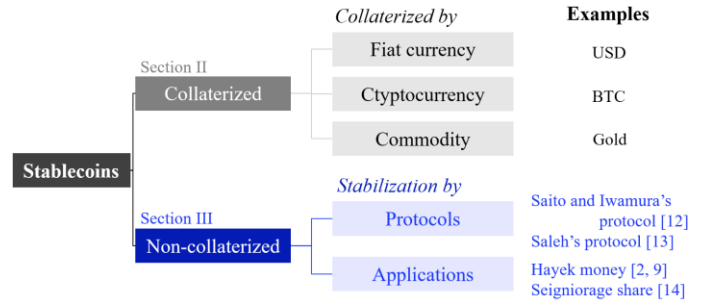 Collaterized by
Examples
Section II
Collaterized
Fiat currency
USD
Ctyptocurrency
BTC
Commodity
Gold
Stablecoins
Stabilization by
Section III
Non-collaterized
Protocols
Saito and Iwamura’s
protocol [12]
Saleh’s protocol [13]
Applications
Hayek money [2, 9]
Seigniorage share [14]